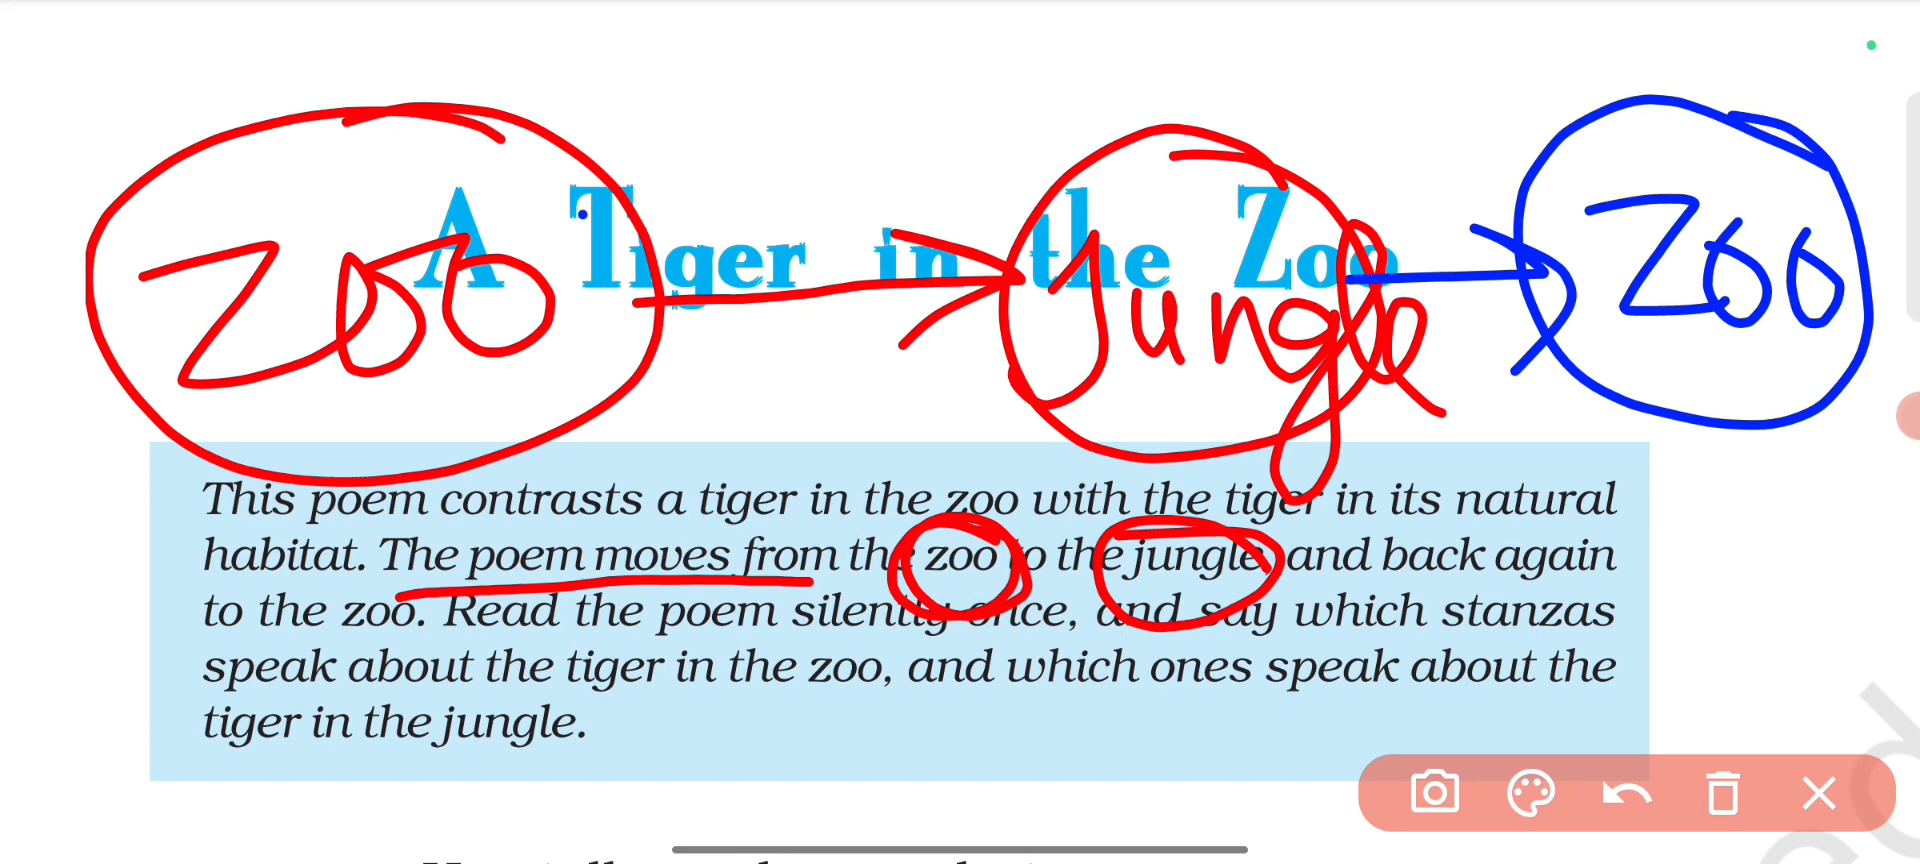 A Tiger in the Zoo
Zoo Jungle Zoo
This poem contrasts a tiger in the zoo with the tiger in its natural
habitat. The poem moves from the zoo to the jungle, and back again
to the zoo. Read the poem silently once, and say which stanzas
speak about the tiger in the zoo, and which ones speak about the
tiger in the jungle.